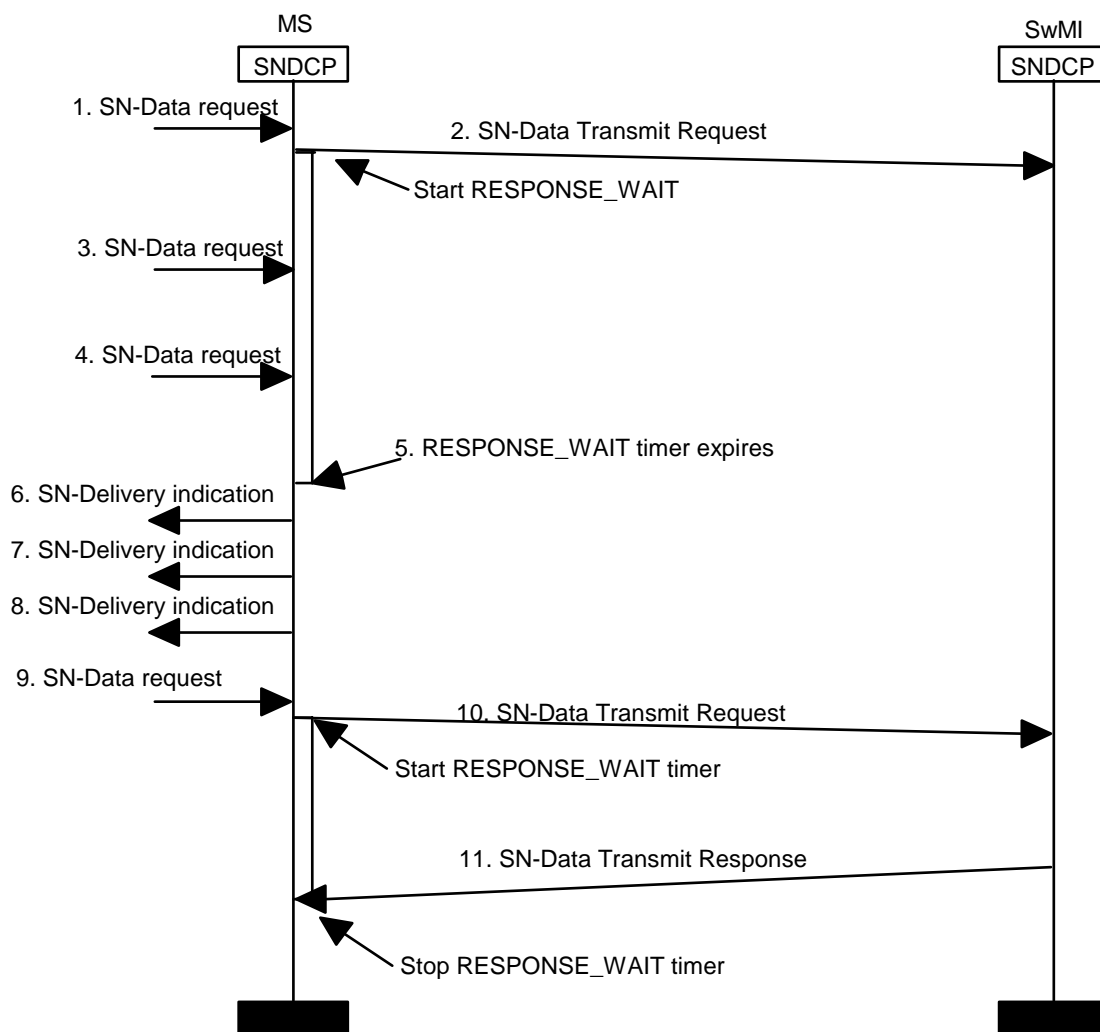 MS
SwMI
SNDCP
SNDCP
1. SN-Data request
2. SN-Data Transmit Request
Start RESPONSE_WAIT
3. SN-Data request
4. SN-Data request
5. RESPONSE_WAIT timer expires
6. SN-Delivery indication
7. SN-Delivery indication
8. SN-Delivery indication
9. SN-Data request
10. SN-Data Transmit Request
Start RESPONSE_WAIT timer
11. SN-Data Transmit Response
Stop RESPONSE_WAIT timer